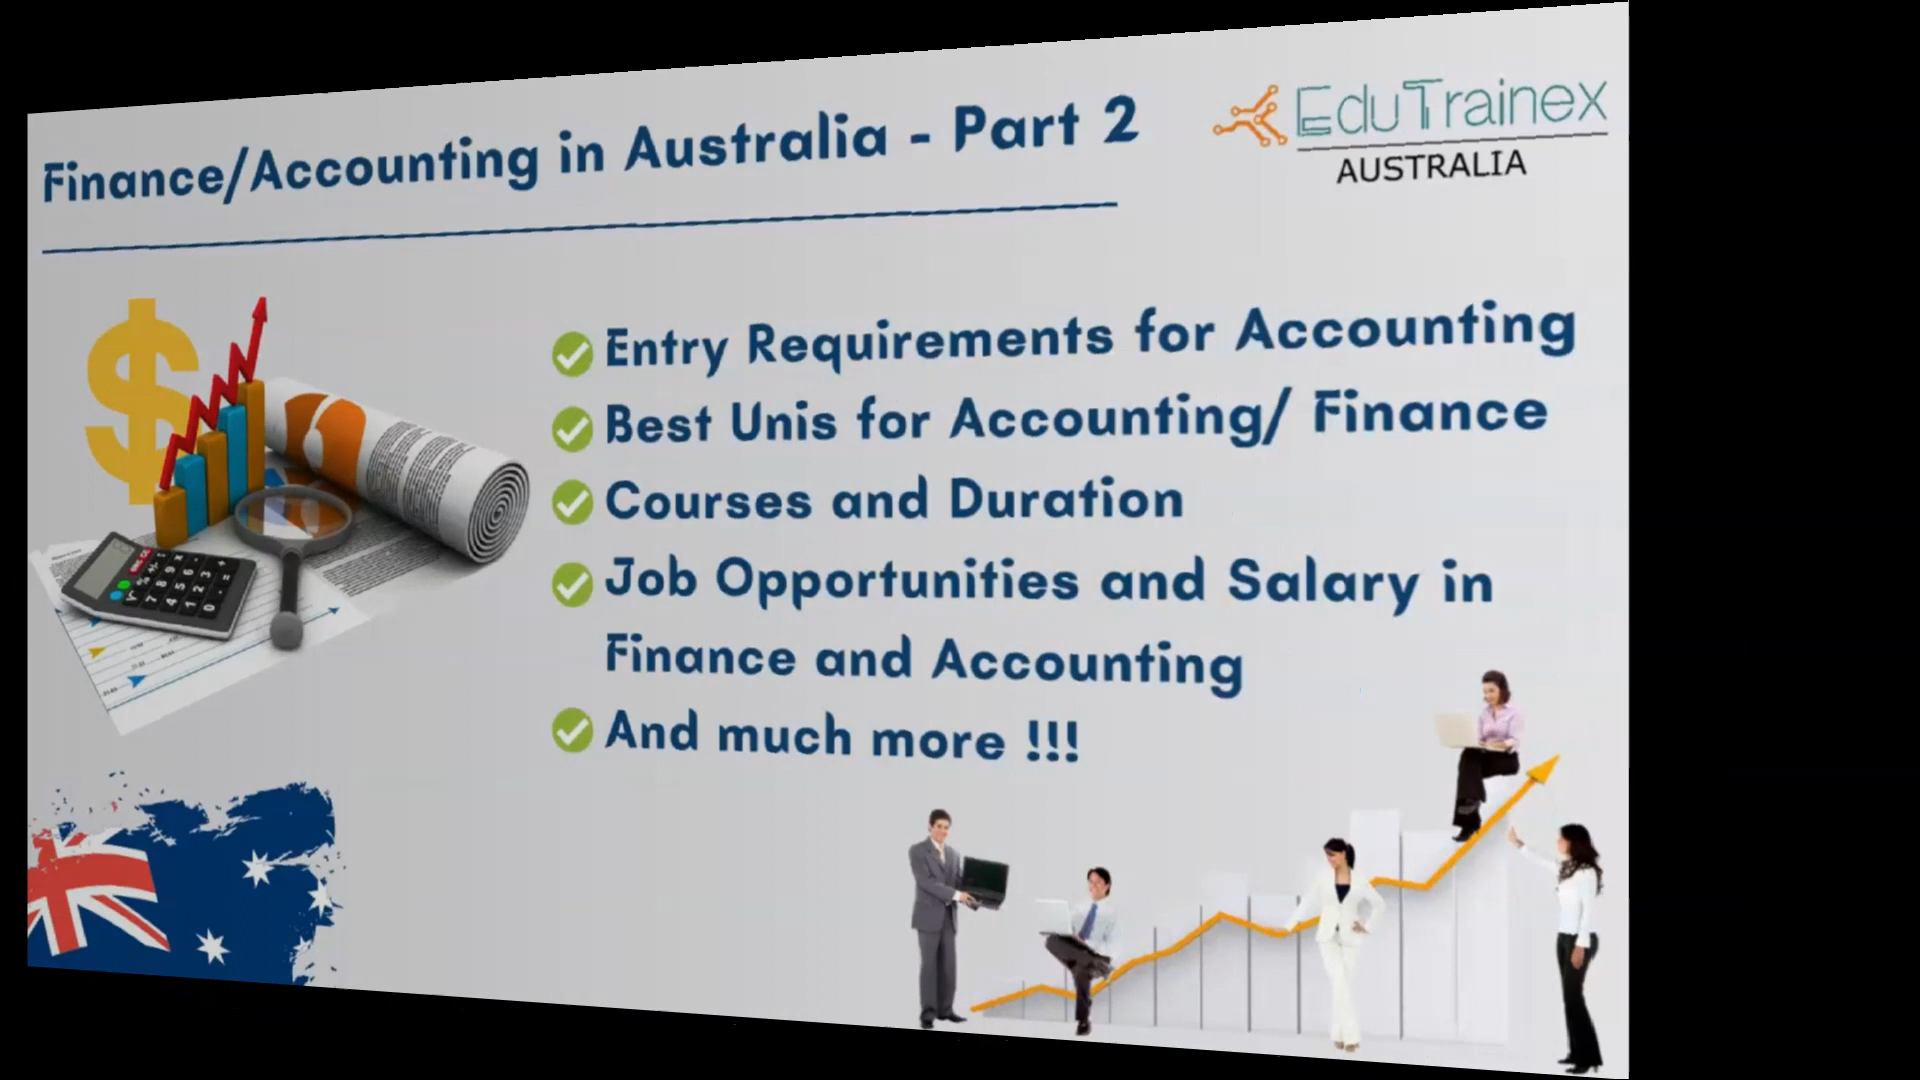 Finance/Accounting in Australia - Part 2
EduTrainex
AUSTRALIA
Entry Requirements for Accounting
Best Unis for Accounting/ Finance
Courses and Duration
Job Opportunities and Salary in
Finance and Accounting
And much more !!!